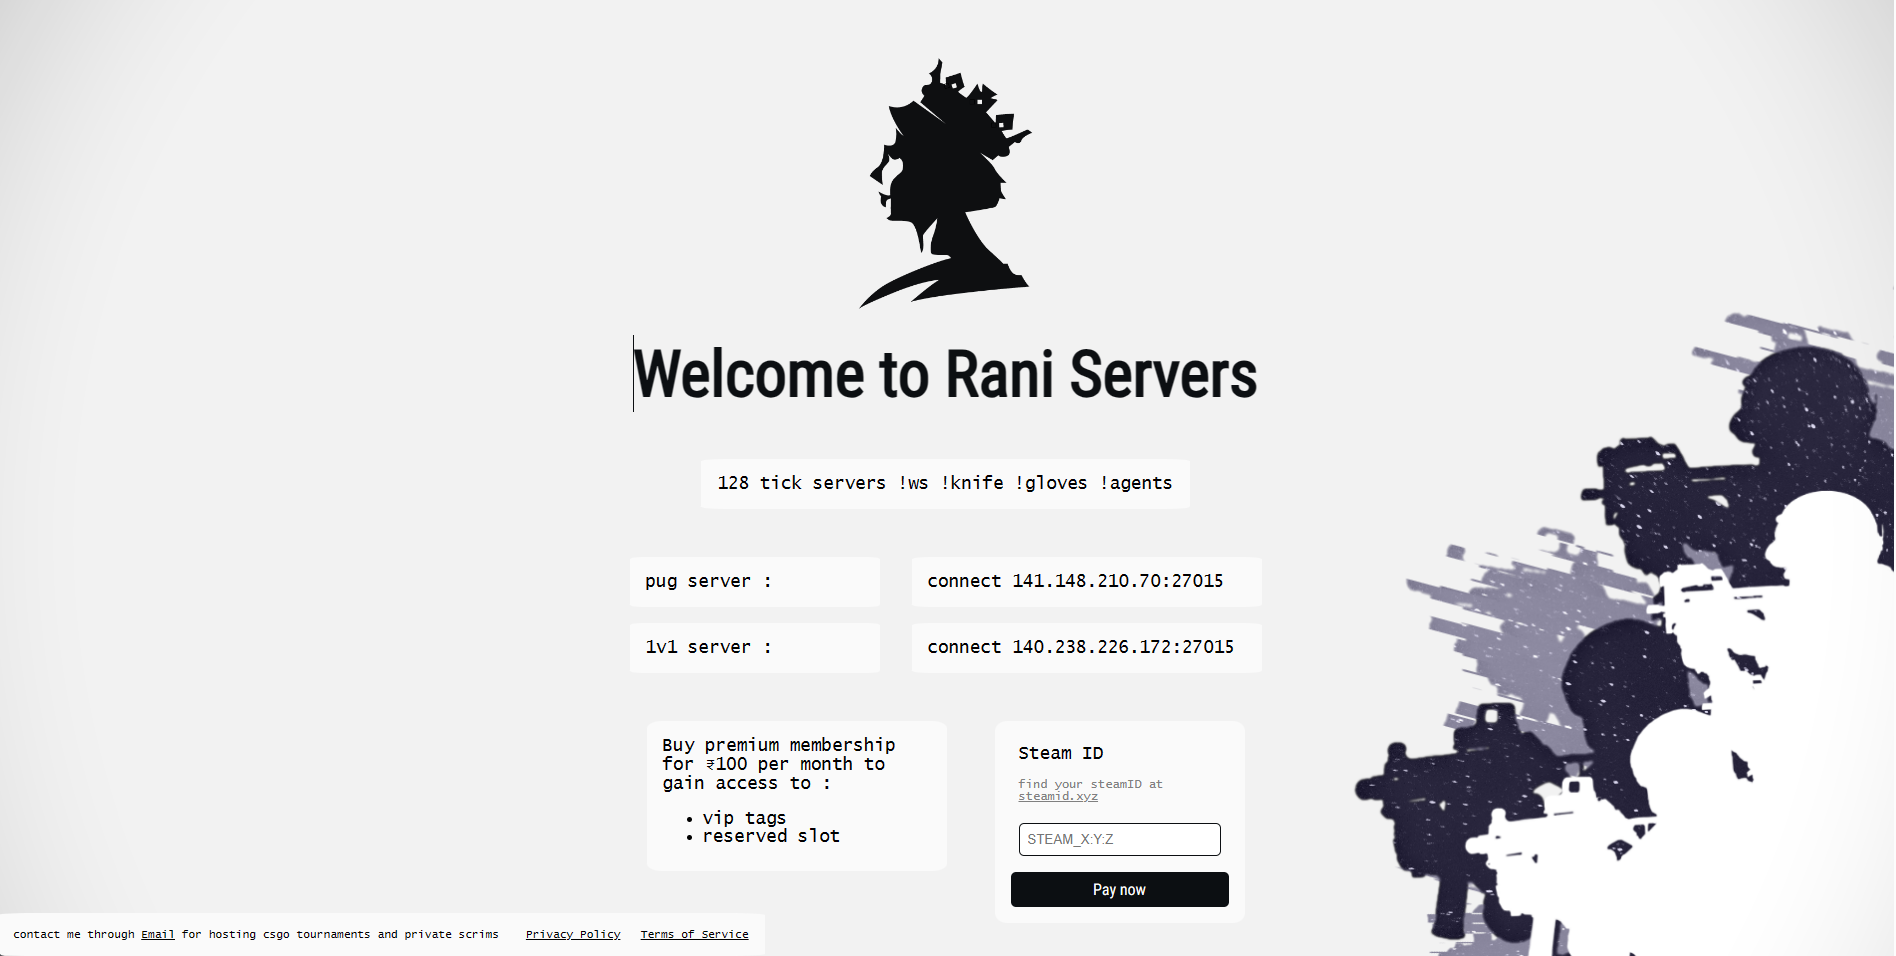 Welcome to Rani Servers
128 tick servers !ws !knife !gloves !agents
pug server :
connect 141.148.210.70:27015
1v1 server :
connect 140.238.226.172:27015
Buy premium membership
for ₹100 per month to
gain access to :
• vip tags
• reserved slot
Steam ID
find your steamID at
steamid.xyz
STEAM_X:Y:Z
Pay now
contact me through Email for hosting csgo tournaments and private scrims Privacy Policy Terms of Service